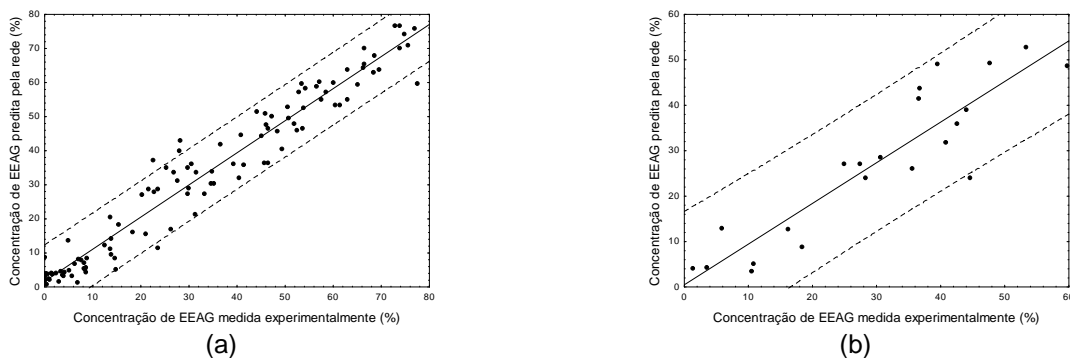 Concentração de EEAG predita pela rede (%)
80
70
60
50
40
30
20
10
0
0 10 20 30 40 50 60 70 80
Concentração de EEAG medida experimentalmente (%)
(a)
Concentração de EEAG predita pela rede (%)
60
50
40
30
20
10
0
0 10 20 30 40 50 60
Concentração de EEAG medida experimentalmente (%)
(b)